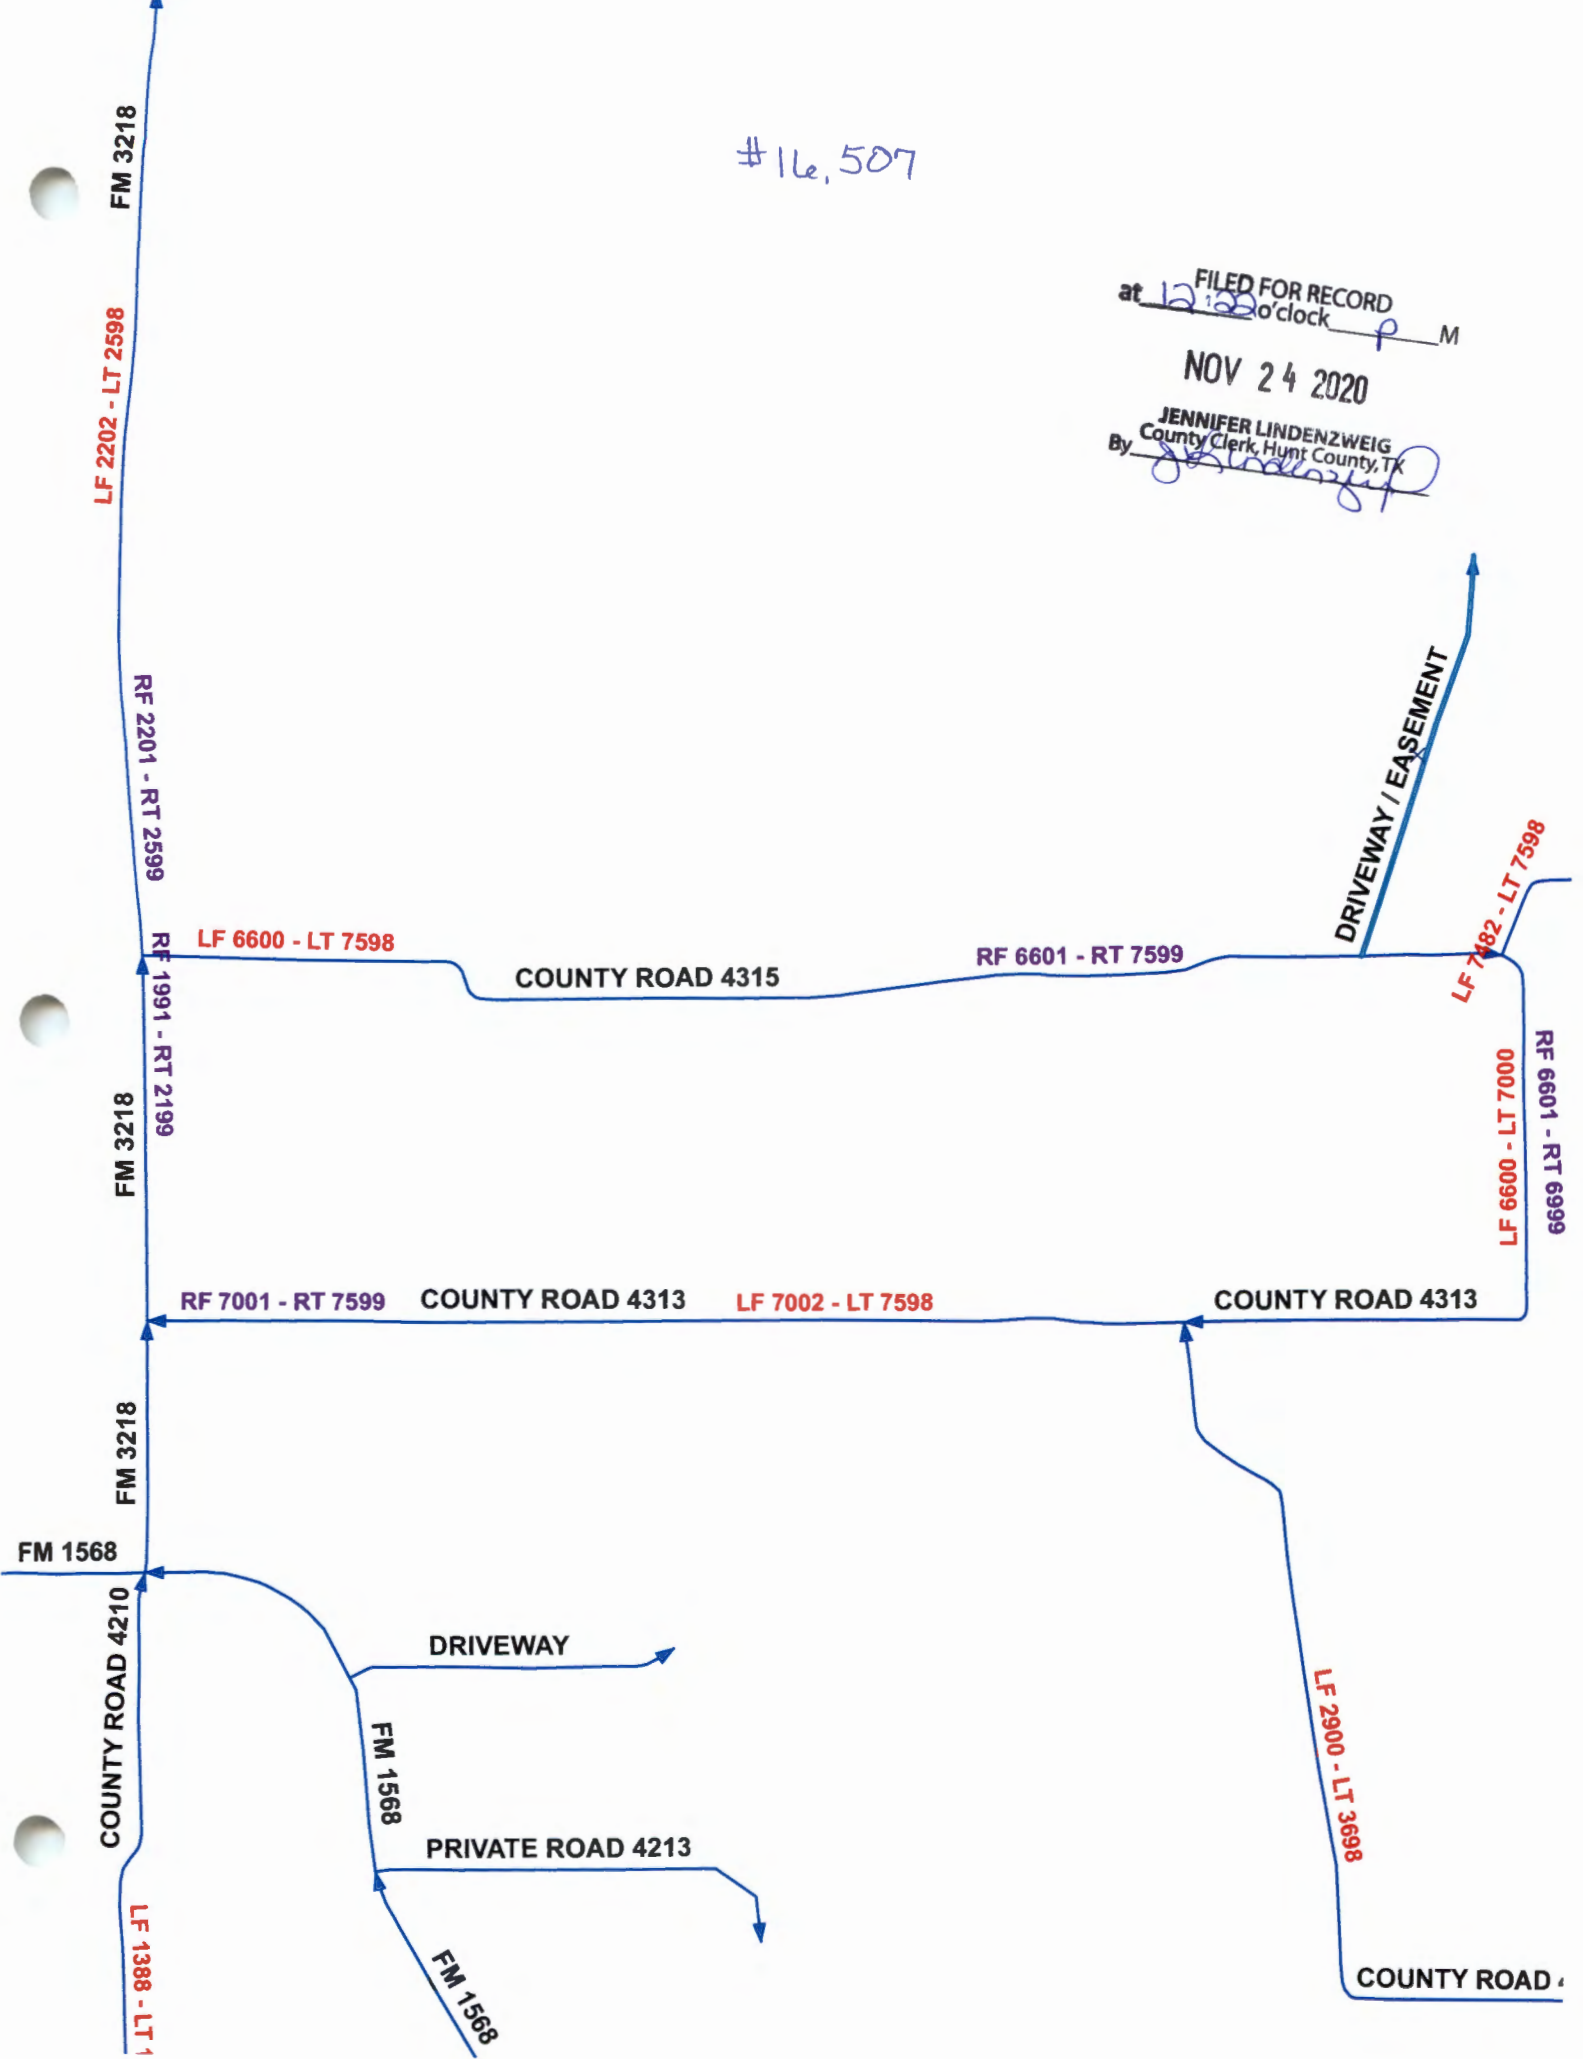 FM 3218
#16,507
FILED FOR RECORD
at 12:22 o'clock P M
NOV 24 2020
JENNIFER LINDENZWEIG
County Clerk, Hunt County, TX
By
LF 2202 - LT 2598
RF 2201 - RT 2599
DRIVEWAY / EASEMENT
X
LF 7482 - LT 7598
LF 6600 - LT 7598
RF 6601 - RT 7599
COUNTY ROAD 4315
RF 1991 - RT 2199
FM 3218
LF 6600 - LT 7000
RF 6601 - RT 6999
RF 7001 - RT 7599
COUNTY ROAD 4313
LF 7002 - LT 7598
COUNTY ROAD 4313
FM 3218
FM 1568
COUNTY ROAD 4210
DRIVEWAY
FM 1568
LF 2900 - LT 3698
PRIVATE ROAD 4213
LF 1388 - LT 1
FM 1568
COUNTY ROAD